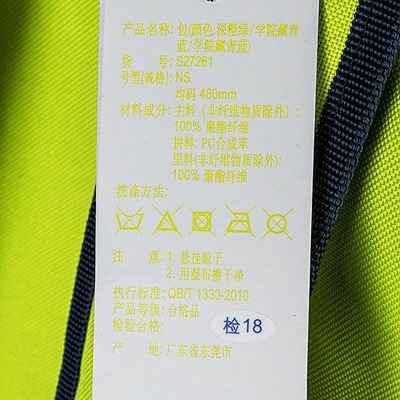 产品名称: 包(颜色:深橙绿/学院藏青
蓝/学院藏青蓝)
货 号: S27261
号型(规格): NS
均码 480mm
材料成分: 主料 (非纤维物质除外):
100% 聚酯纤维
拼料: PU合成革
里料(非纤维物质除外):
100% 聚酯纤维
洗涤方法:
注 意: 1. 悬挂晾干
2. 用湿布擦干净
执行标准: QB/T 1333-2010
产品等级: 合格品
检验合格:
检18
产 地: 广东省东莞市